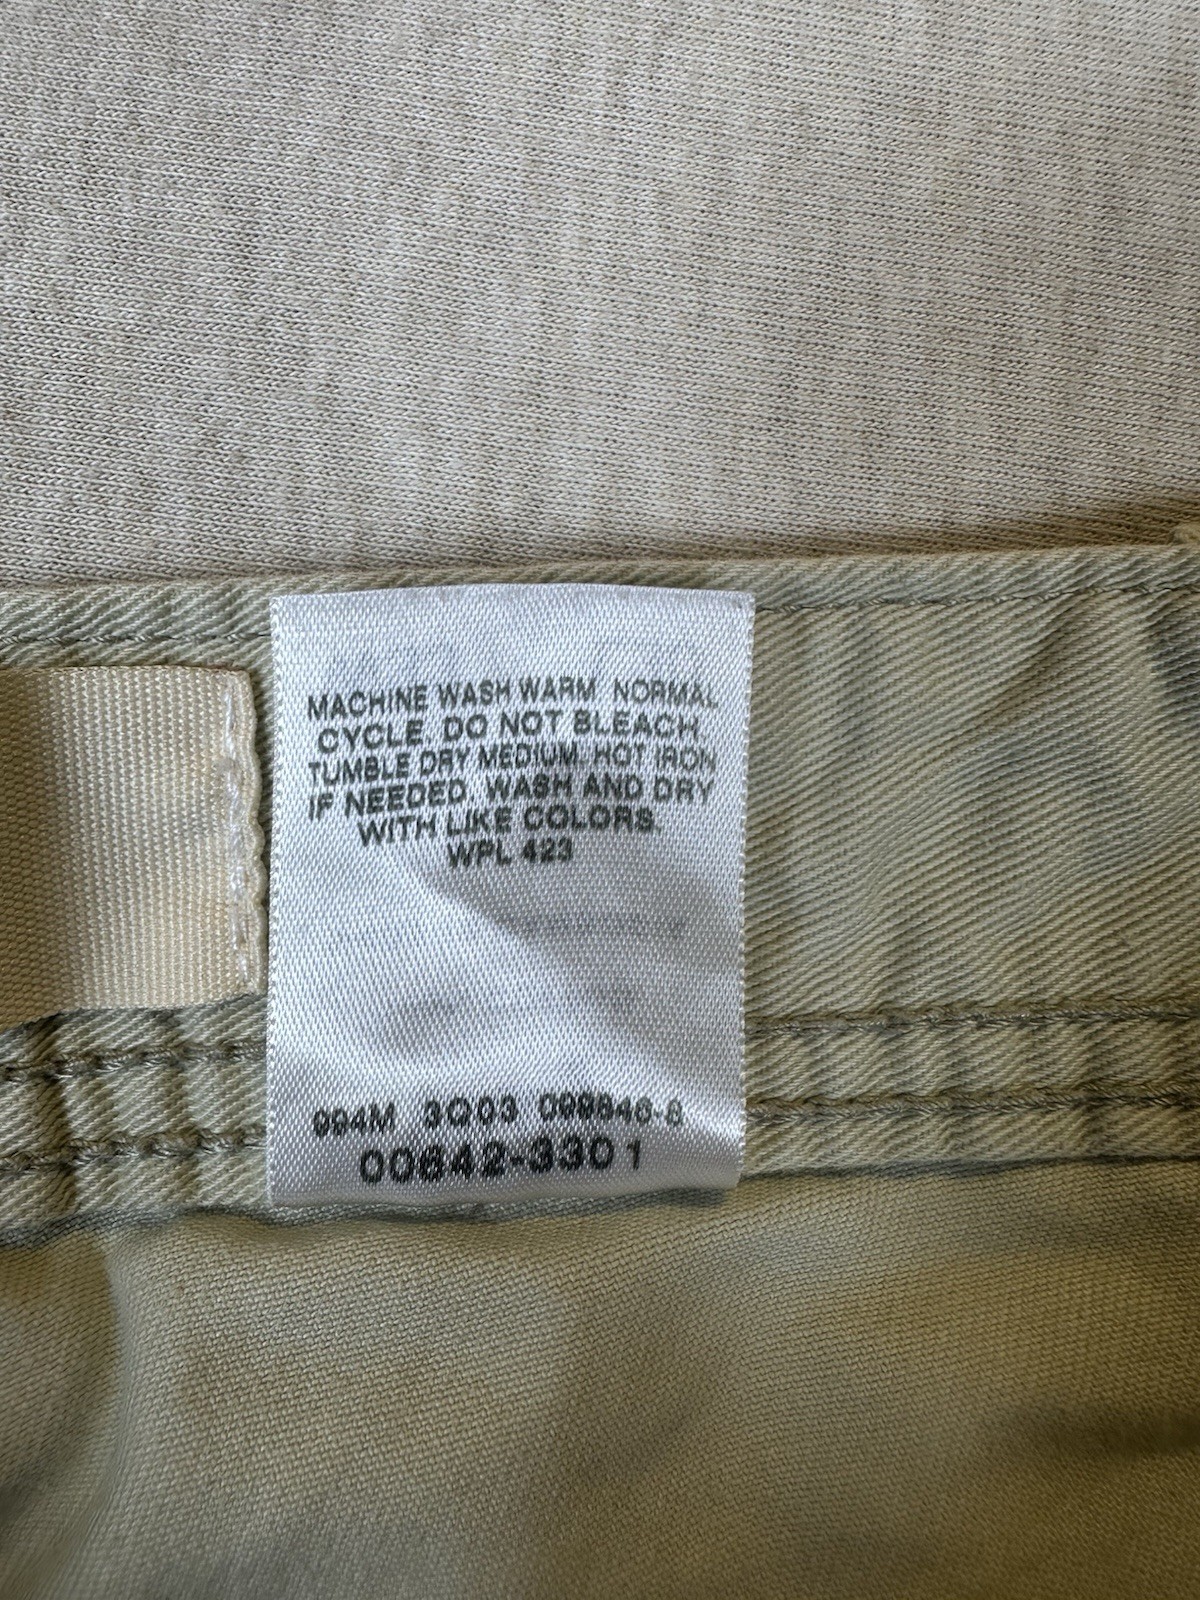 MACHINE WASH WARM NORMAL
CYCLE. DO NOT BLEACH.
TUMBLE DRY MEDIUM. HOT IRON
IF NEEDED. WASH AND DRY
WITH LIKE COLORS.
WPL 423
994M 3Q03 099846-8
00642-3301